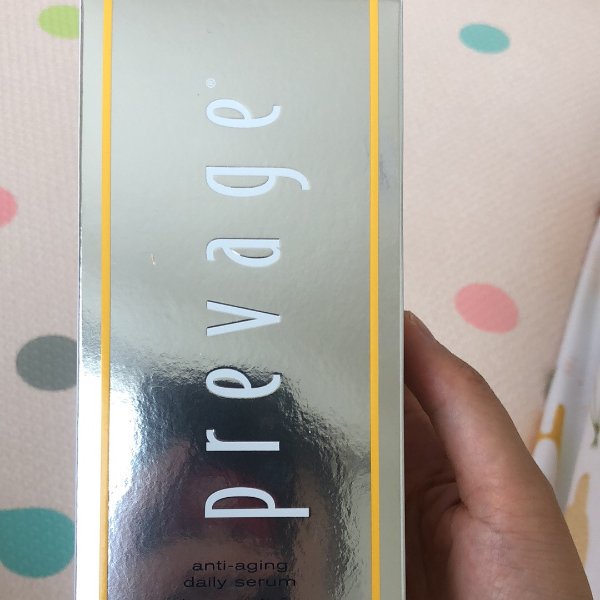 prevage®
anti-aging
daily serum